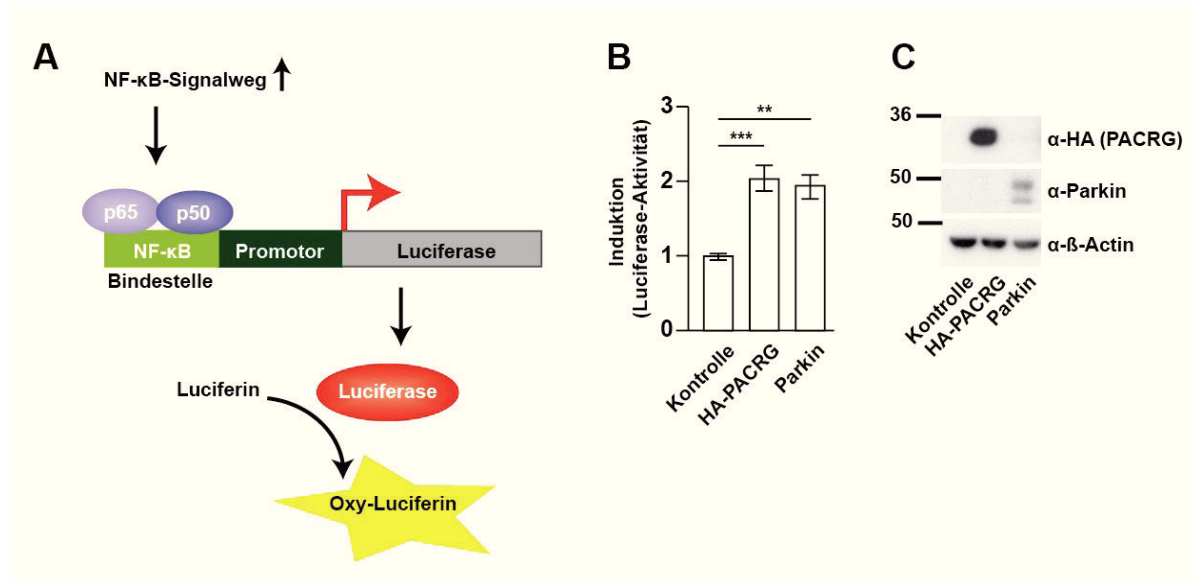 A
NF-κB-Signalweg
p65
p50
NF-κB
Promotor
Luciferase
Bindestelle
Luciferin
Luciferase
Oxy-Luciferin
B
Induktion
(Luciferase-Aktivität)
3
2
1
0
**
***
Kontrolle
HA-PACRG
Parkin
C
36
α-HA (PACRG)
50
α-Parkin
50
α-ß-Actin
Kontrolle
HA-PACRG
Parkin